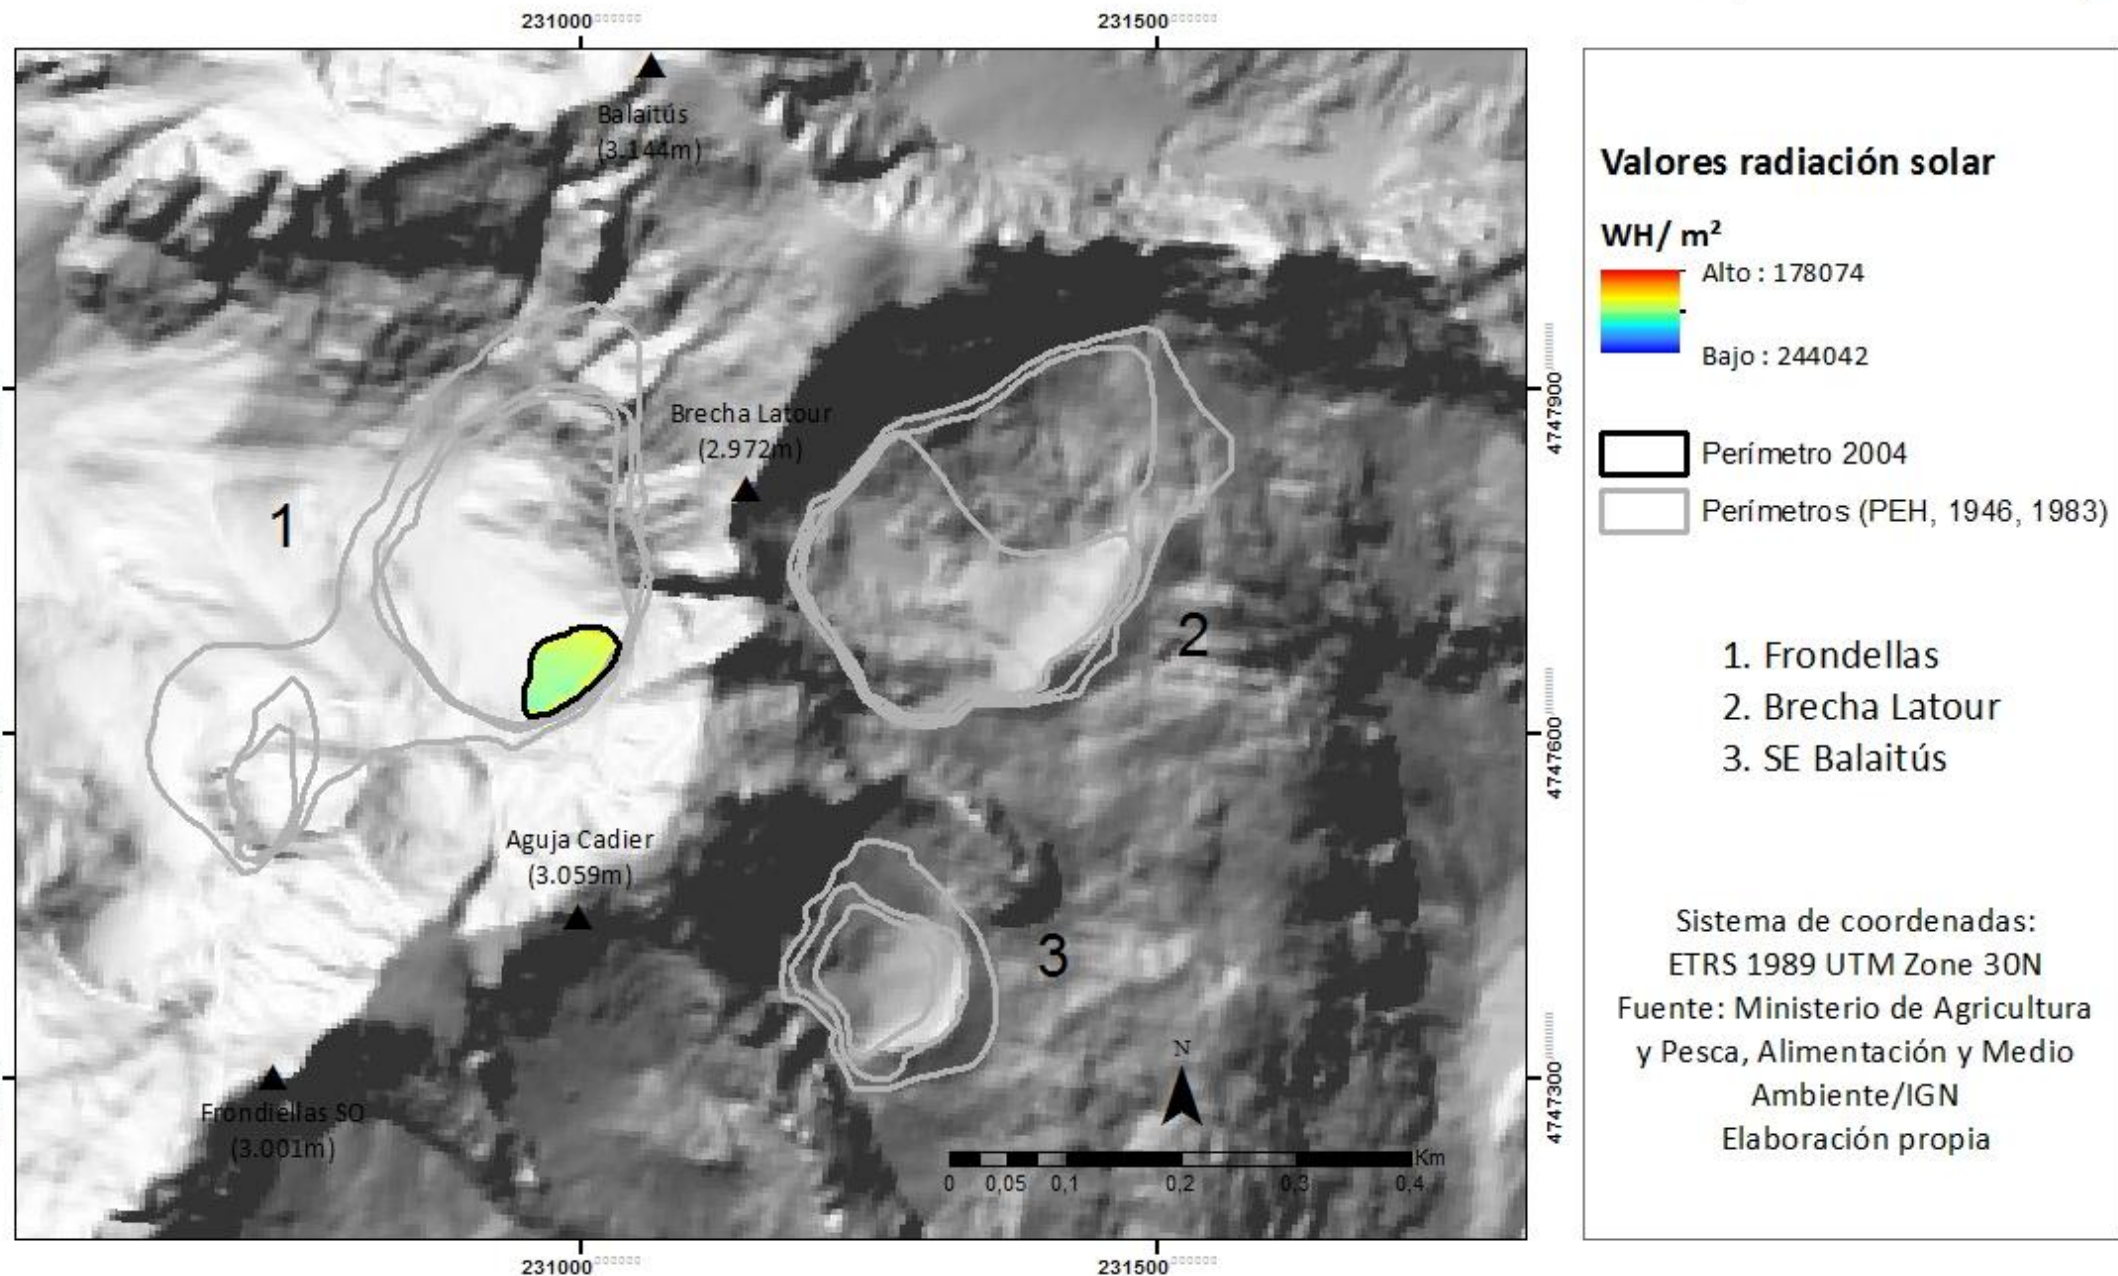 231000
231500
Balaitús
(3.144m)
Brecha Latour
(2.972m)
1
2
Aguja Cadier
(3.059m)
3
Frondiellas SO
(3.001m)
N
Km
0 0,05 0,1 0,2 0,3 0,4
4747900
4747600
4747300
231000
231500
Valores radiación solar
WH/ m²
Alto : 178074
Bajo : 244042
Perímetro 2004
Perímetros (PEH, 1946, 1983)
1. Frondellas
2. Brecha Latour
3. SE Balaitús
Sistema de coordenadas:
ETRS 1989 UTM Zone 30N
Fuente: Ministerio de Agricultura
y Pesca, Alimentación y Medio
Ambiente/IGN
Elaboración propia